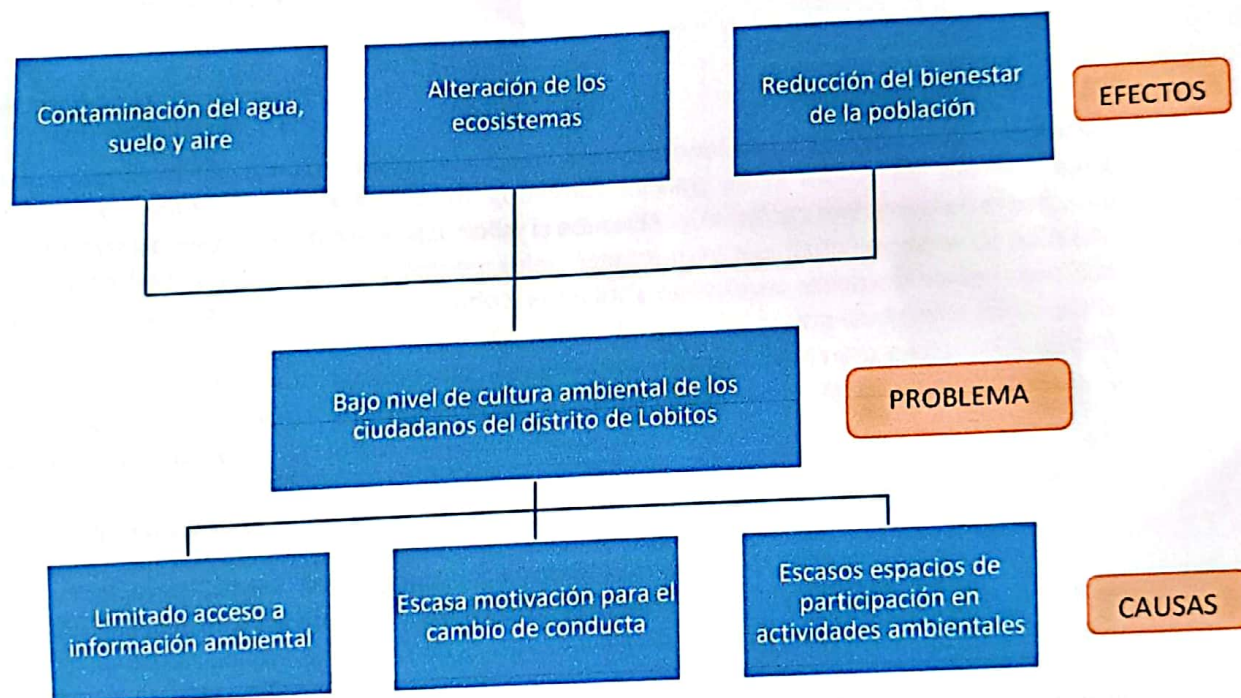 Contaminación del agua,
suelo y aire
Alteración de los
ecosistemas
Reducción del bienestar
de la población
EFECTOS
Bajo nivel de cultura ambiental de los
ciudadanos del distrito de Lobitos
PROBLEMA
Limitado acceso a
información ambiental
Escasa motivación para el
cambio de conducta
Escasos espacios de
participación en
actividades ambientales
CAUSAS